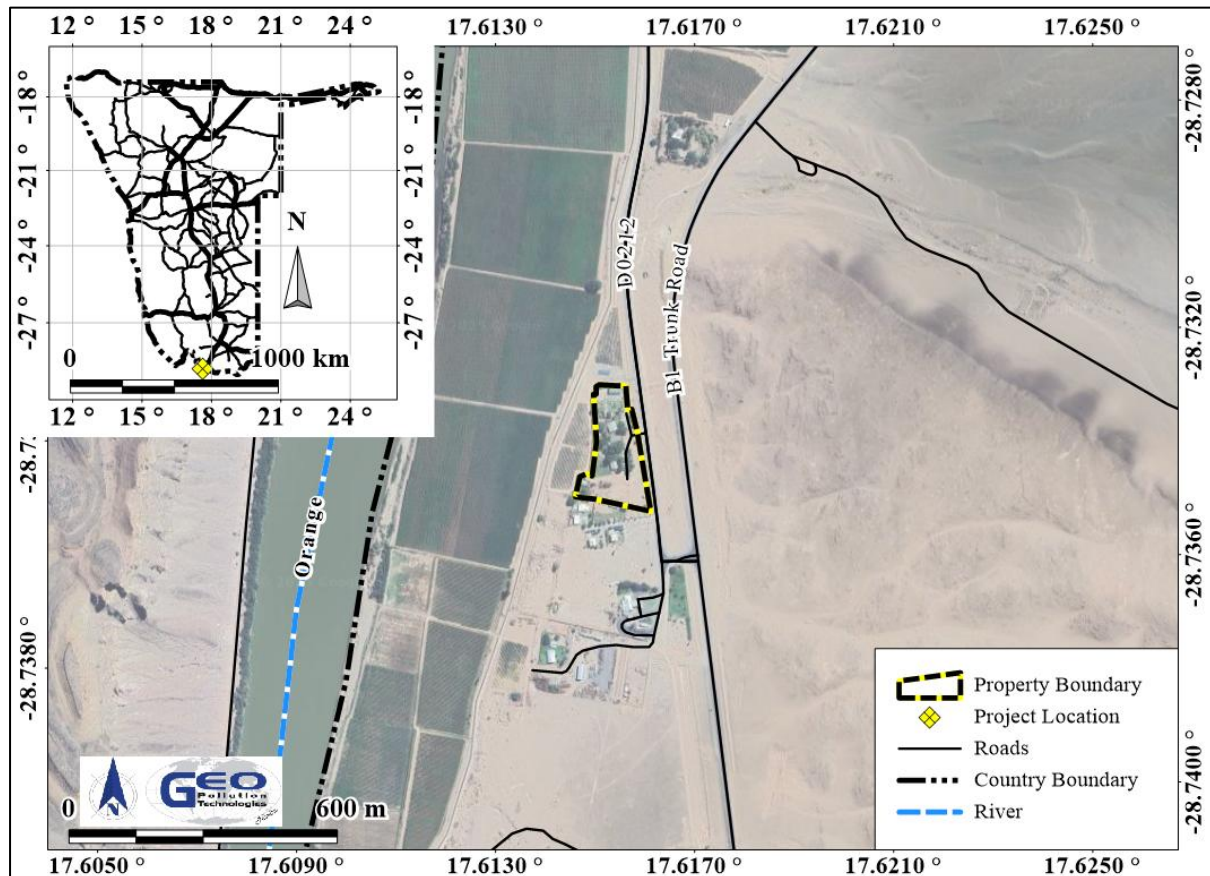 12 ° 15 ° 18 ° 21 ° 24 °
17.6130 ° 17.6170 ° 17.6210 ° 17.6250 °
-18 °
-21 °
-24 °
-27 °
N
0 1000 km
12 ° 15 ° 18 ° 21 ° 24 °
-18 °
-21 °
-24 °
-27 °
-28.7280 °
-28.7320 °
-28.7360 °
-28.7400 °
D0212
B1 Trunk Road
Orange
-28.7380 °
Property Boundary
Project Location
Roads
Country Boundary
River
N
GEO
Pollution
Technologies
0 600 m
17.6050 ° 17.6090 ° 17.6130 ° 17.6170 ° 17.6210 ° 17.6250 °